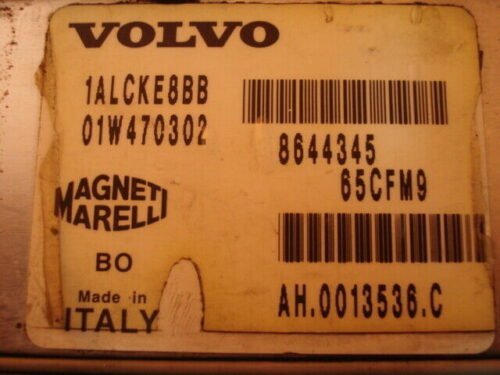 VOLVO
1ALCKE8BB
01W470302
8644345
65CFM9
MAGNETI
MARELLI
BO
Made in
ITALY
AH.0013536.C